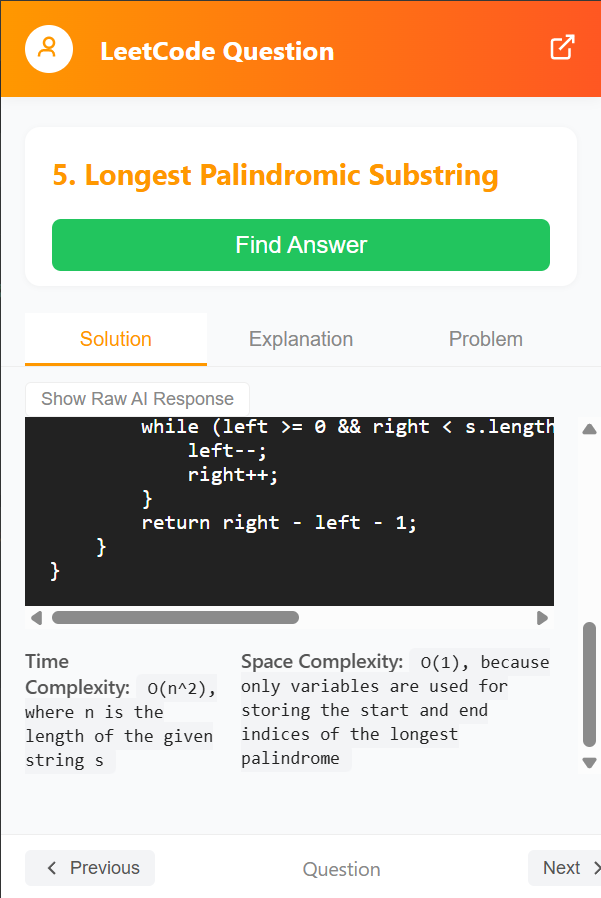 LeetCode Question
5. Longest Palindromic Substring
Find Answer
Solution
Explanation
Problem
Show Raw AI Response
while (left >= 0 && right < s.length
left--;
right++;
}
return right - left - 1;
}
}
Time
Complexity: O(n^2),
where n is the
length of the given
string s
Space Complexity: O(1), because
only variables are used for
storing the start and end
indices of the longest
palindrome
Previous
Question
Next